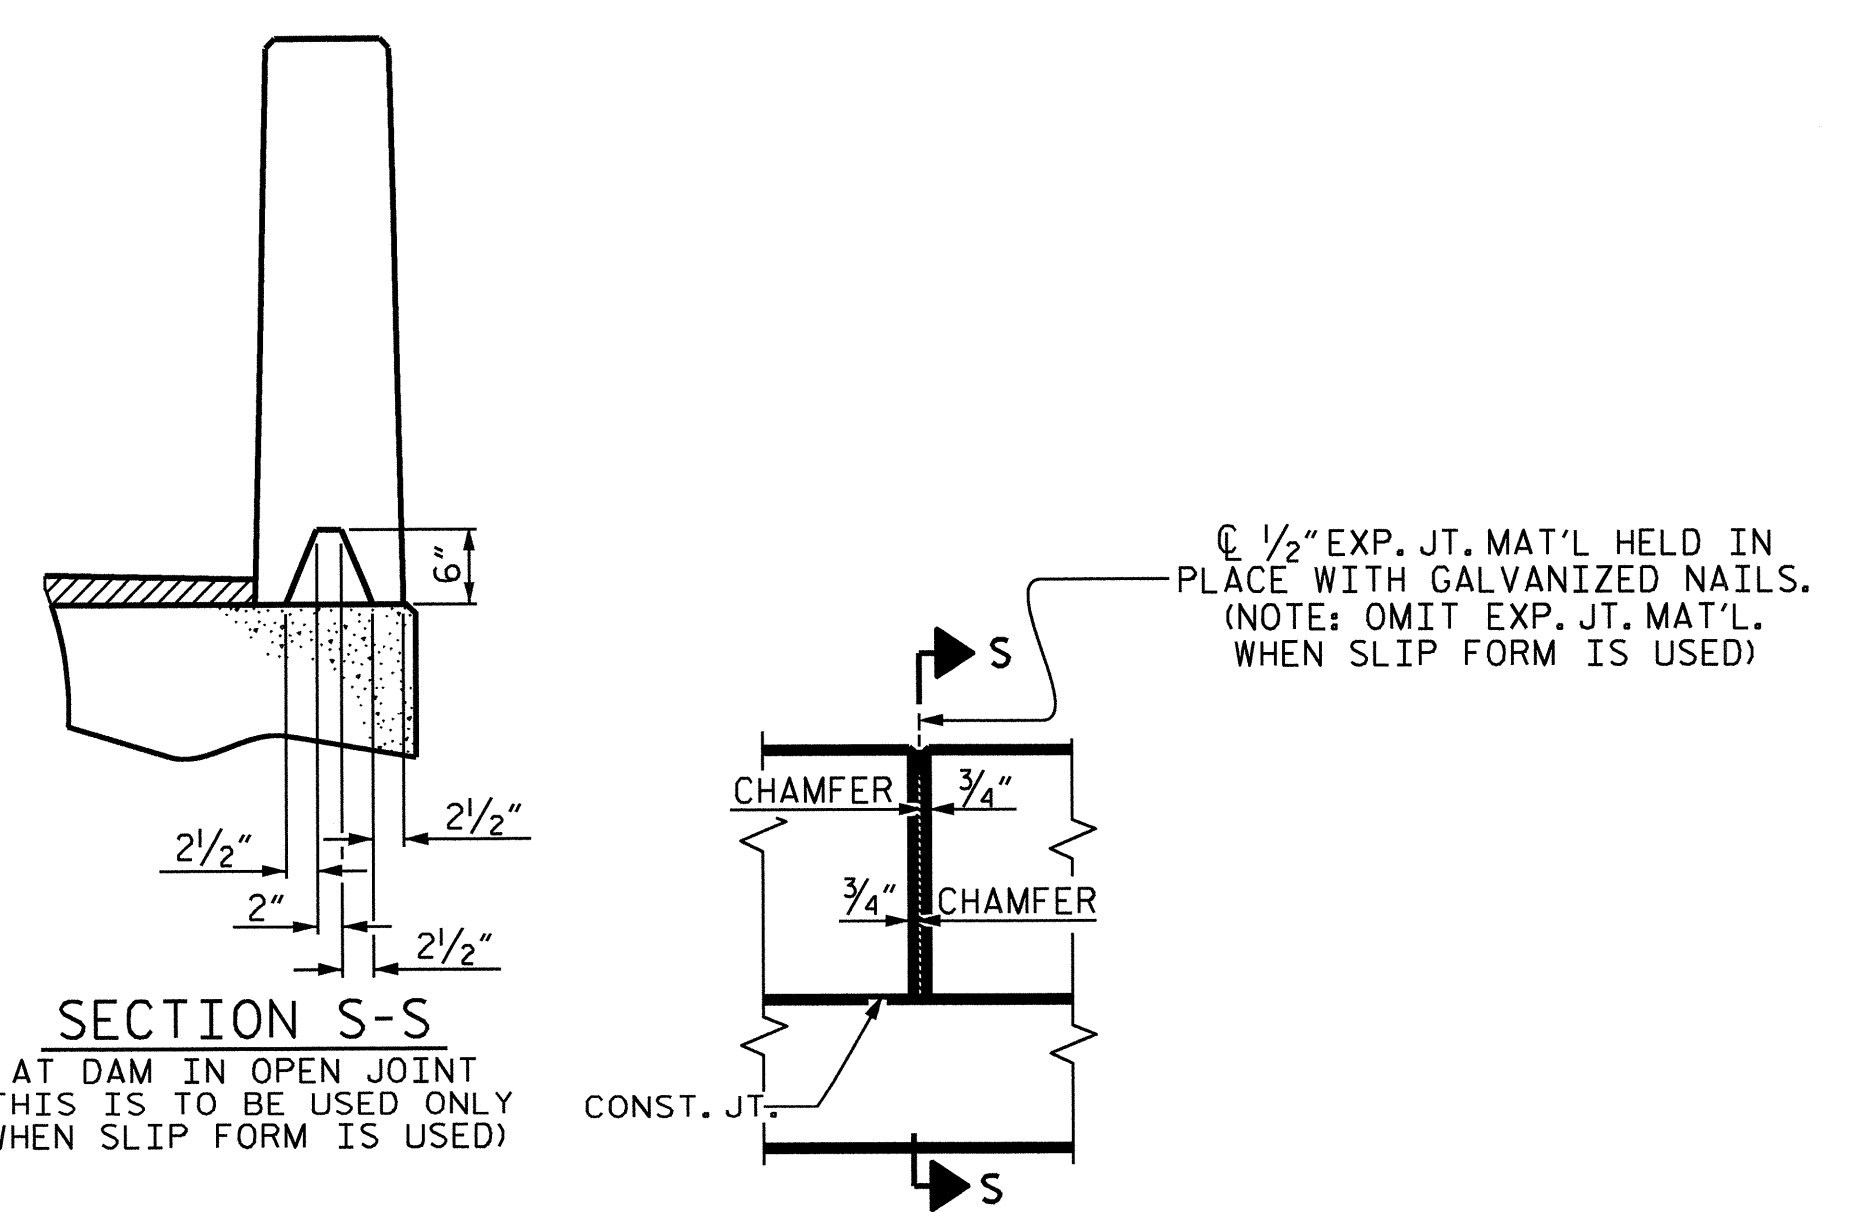 6"
2½"
2½"
2"
2½"
SECTION S-S
AT DAM IN OPEN JOINT
THIS IS TO BE USED ONLY
WHEN SLIP FORM IS USED)
℄ ½" EXP. JT. MAT'L HELD IN
PLACE WITH GALVANIZED NAILS.
(NOTE: OMIT EXP. JT. MAT'L.
WHEN SLIP FORM IS USED)
S
CHAMFER
¾"
¾"
CHAMFER
CONST. JT.
S